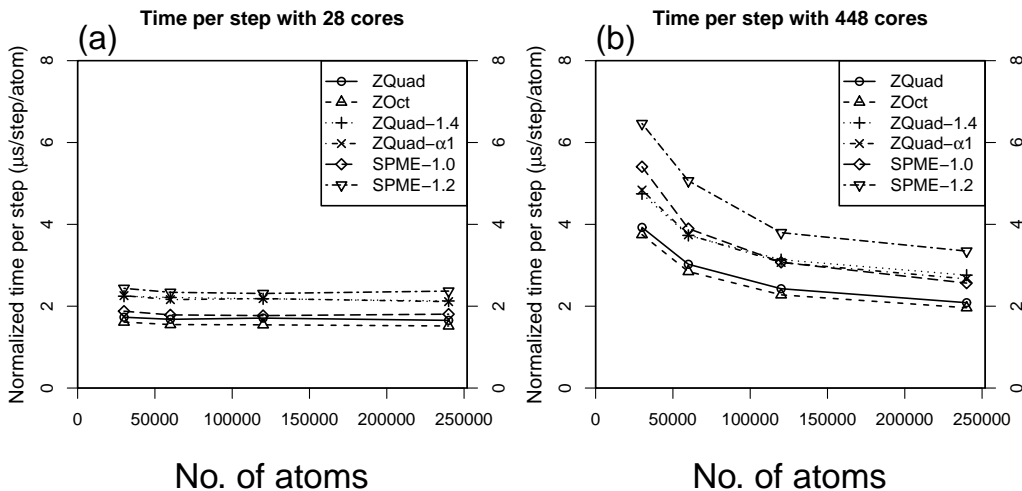 Time per step with 28 cores
(a)
Normalized time per step (µs/step/atom)
8
6
4
2
0
8
6
4
2
0
ZQuad
ZOct
ZQuad−1.4
ZQuad−α1
SPME−1.0
SPME−1.2
0 50000 100000 150000 200000 250000
No. of atoms
Time per step with 448 cores
(b)
Normalized time per step (µs/step/atom)
8
6
4
2
0
8
6
4
2
0
ZQuad
ZOct
ZQuad−1.4
ZQuad−α1
SPME−1.0
SPME−1.2
0 50000 100000 150000 200000 250000
No. of atoms